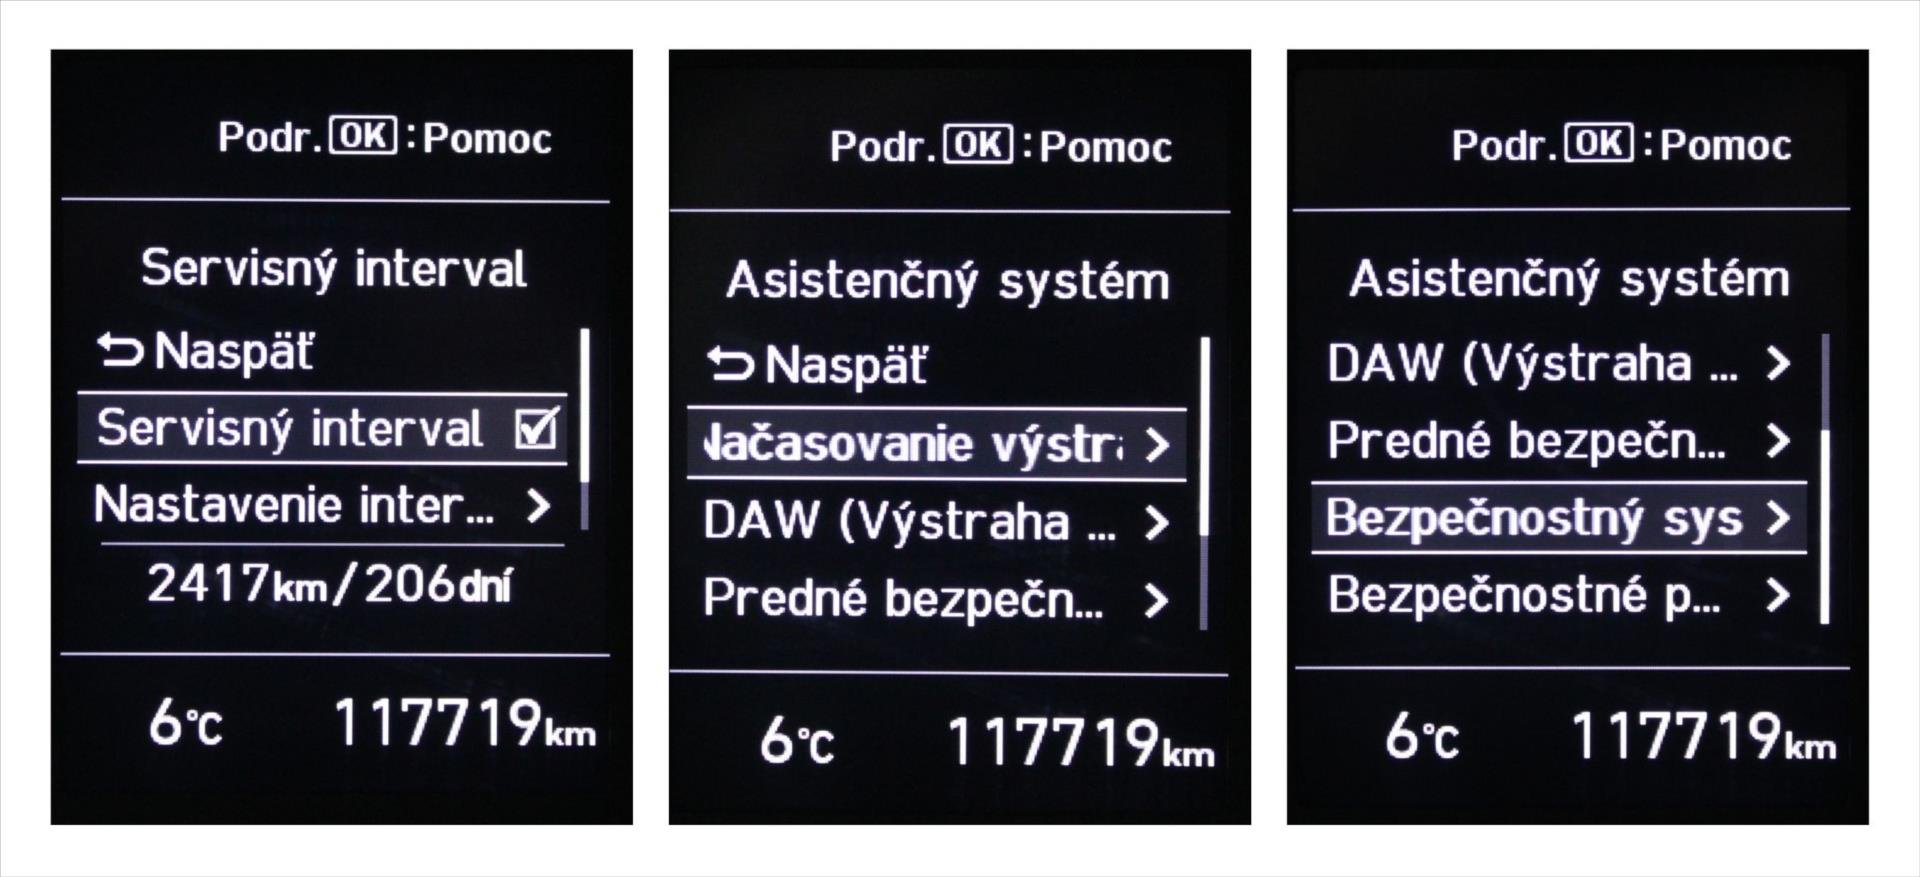 Podr. OK : Pomoc
Servisný interval
Naspäť
Servisný interval
Nastavenie inter...
2417km/206dní
6°C 117719km
Podr. OK : Pomoc
Asistenčný systém
Naspäť
Načasovanie výstr
DAW (Výstraha ...
Predné bezpečn...
6°C 117719km
Podr. OK : Pomoc
Asistenčný systém
DAW (Výstraha ...
Predné bezpečn...
Bezpečnostný sys
Bezpečnostné p...
6°C 117719km